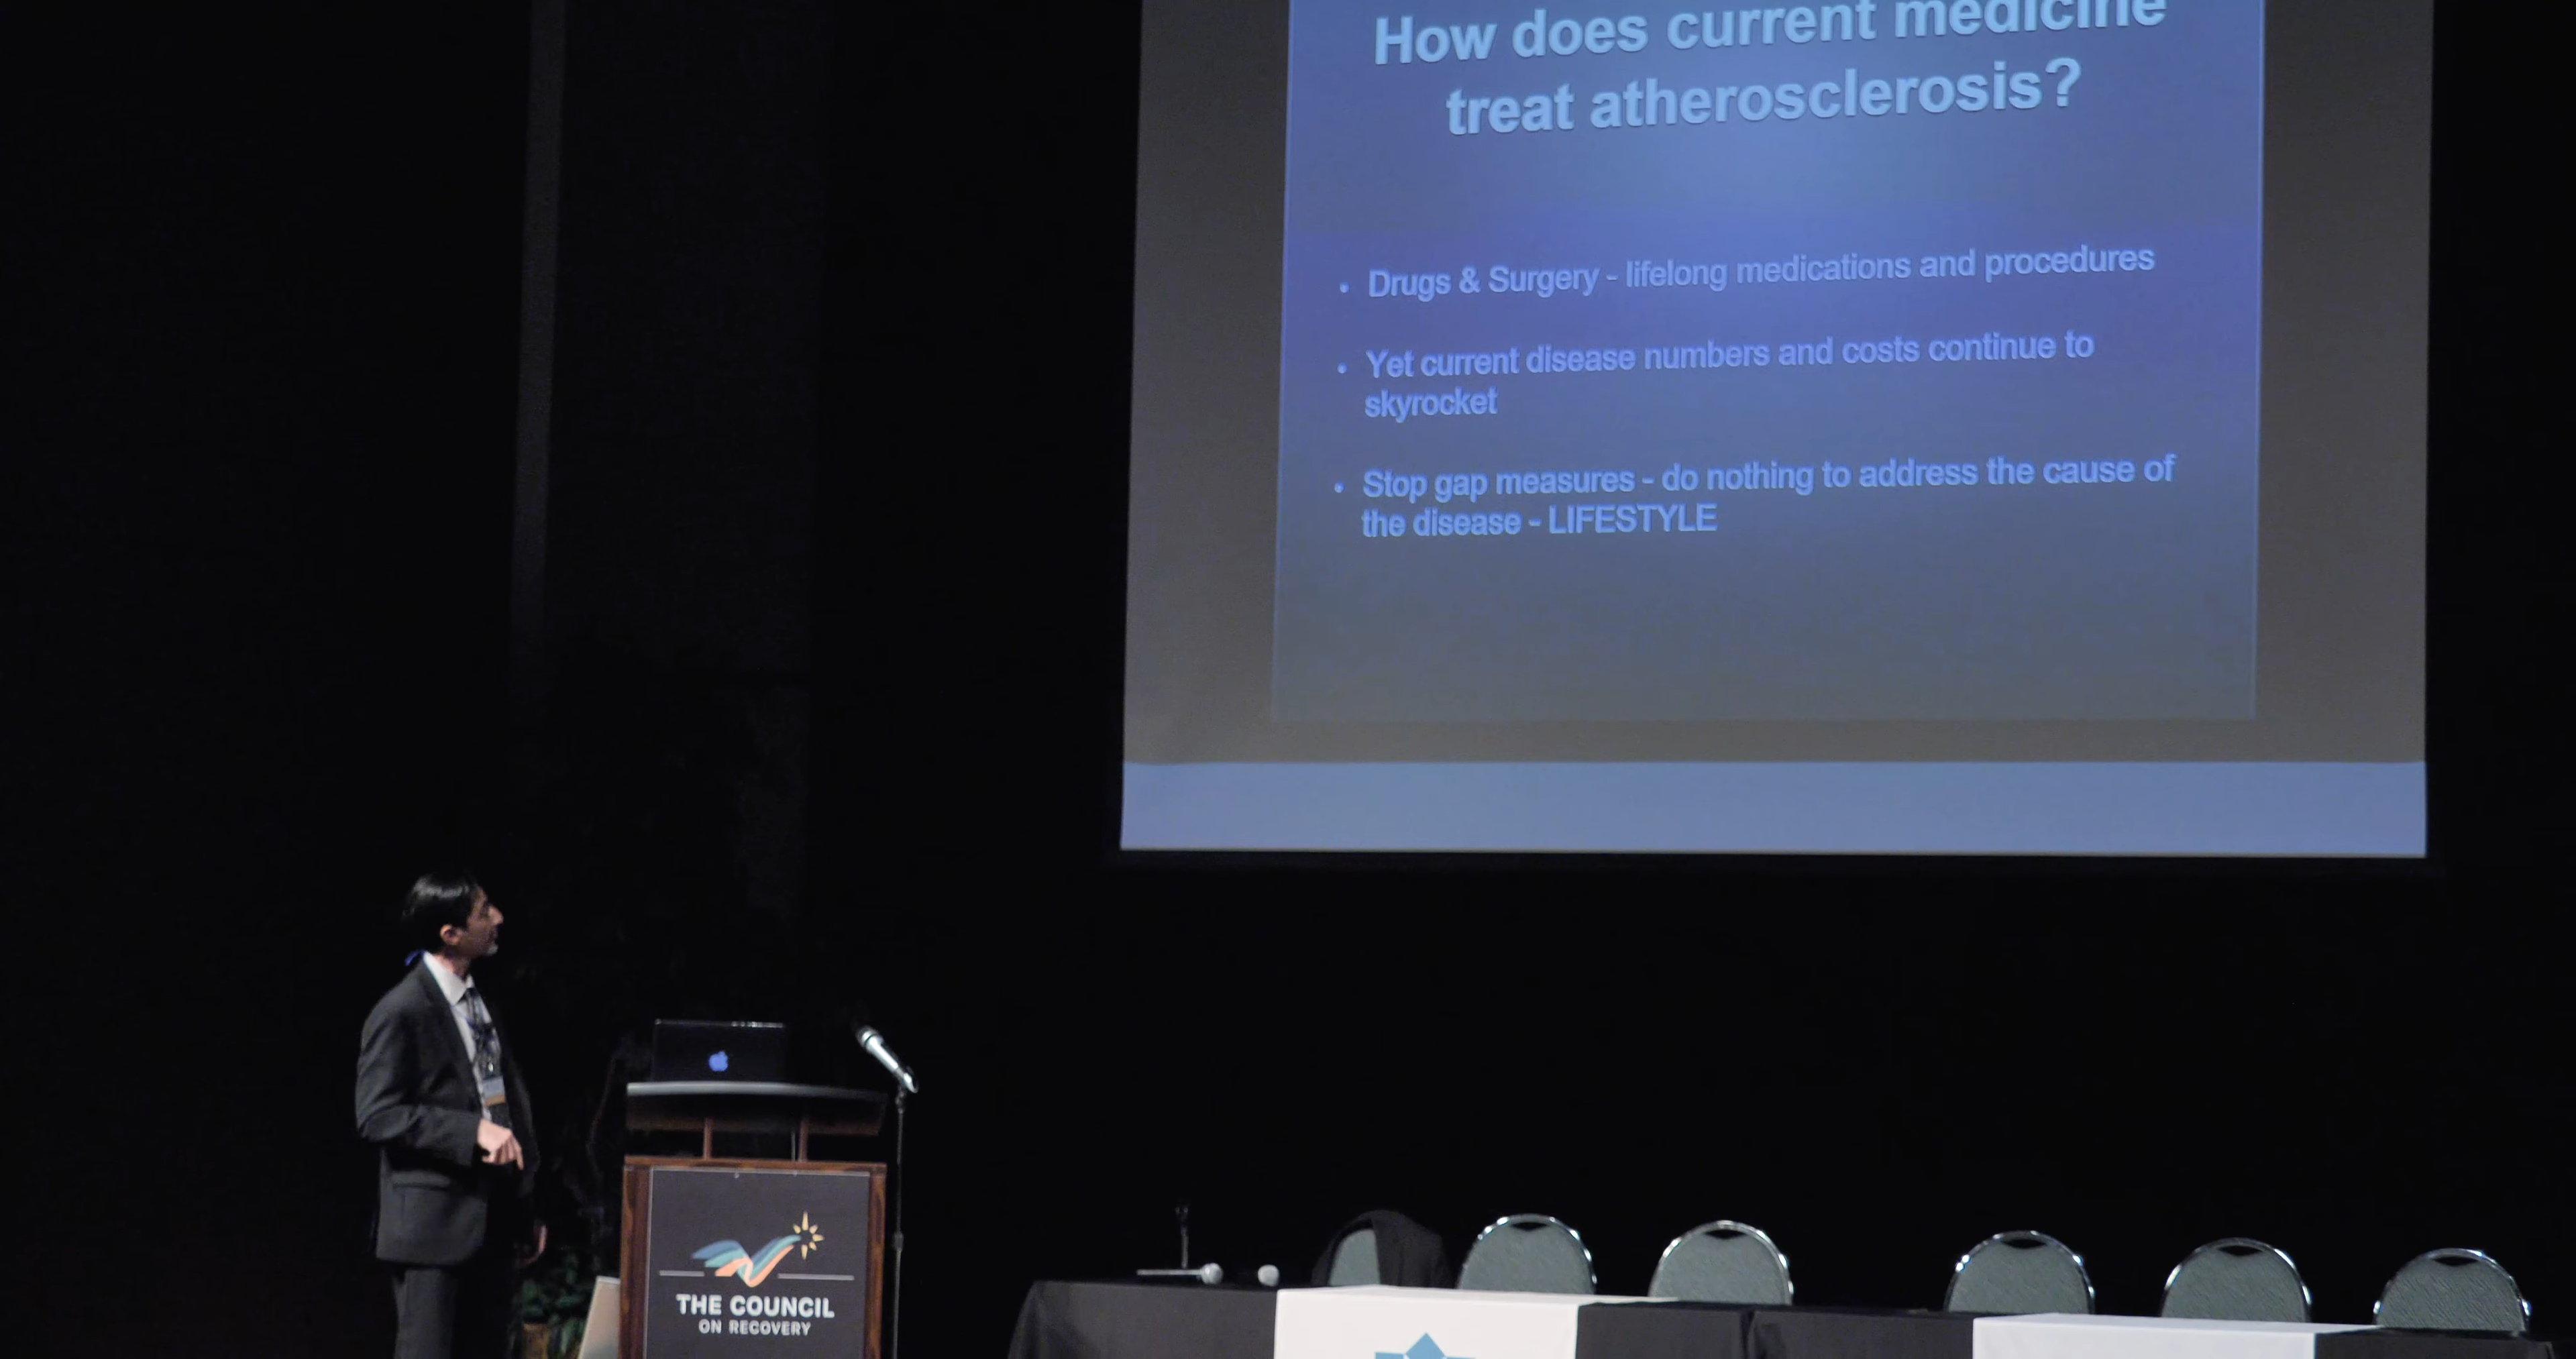 How does current medicine
treat atherosclerosis?
• Drugs & Surgery - lifelong medications and procedures
• Yet current disease numbers and costs continue to
skyrocket
• Stop gap measures - do nothing to address the cause of
the disease - LIFESTYLE
THE COUNCIL
ON RECOVERY